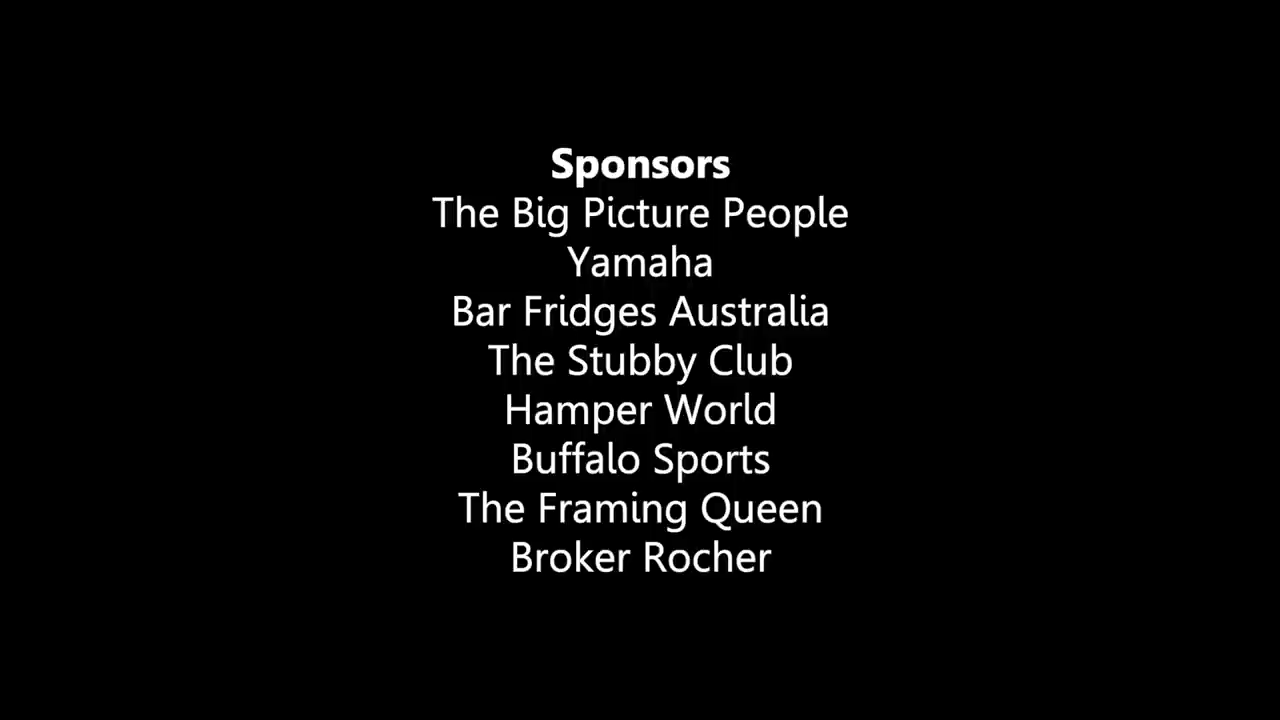 Sponsors
The Big Picture People
Yamaha
Bar Fridges Australia
The Stubby Club
Hamper World
Buffalo Sports
The Framing Queen
Broker Rocher